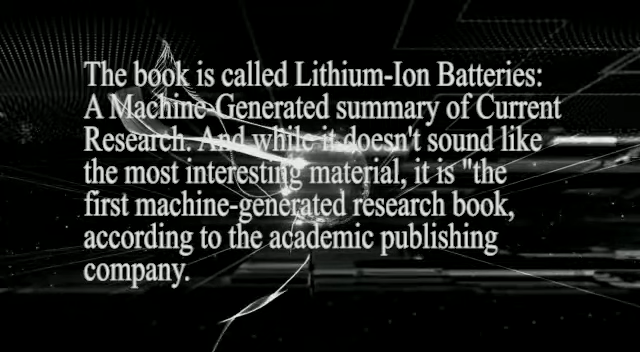 The book is called Lithium-Ion Batteries:
A Machine-Generated summary of Current
Research. And while it doesn't sound like
the most interesting material, it is "the
first machine-generated research book,
according to the academic publishing
company.